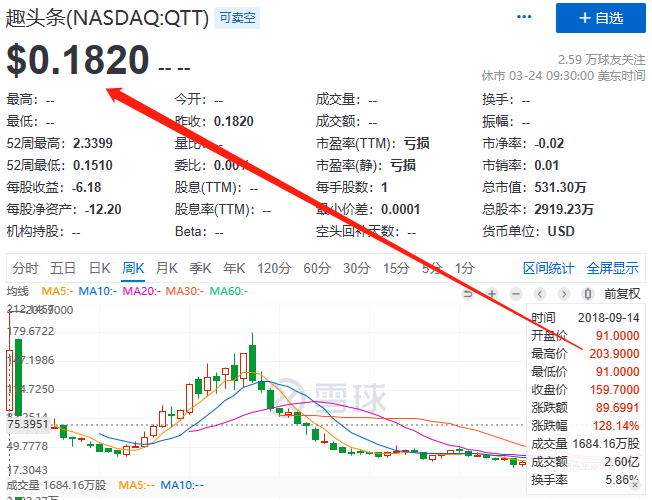 趣头条(NASDAQ:QTT) 可卖空 ••• +自选
$0.1820 -- --
2.59 万球友关注
休市 03-24 09:30:00 美东时间
最高: -- 今开: -- 成交量: -- 换手: --
最低: -- 昨收: 0.1820 成交额: -- 振幅: --
52周最高: 2.3399 量比: -- 市盈率(TTM): 亏损 市净率: -0.02
52周最低: 0.1510 委比: 0.00% 市盈率(静): 亏损 市销率: 0.01
每股收益: -6.18 股息(TTM): -- 每手股数: 1 总市值: 531.30万
每股净资产: -12.20 股息率(TTM): -- 最小价差: 0.0001 总股本: 2919.23万
机构持股: -- Beta: -- 空头回补天数: -- 货币单位: USD
分时 五日 日K 周K 月K 季K 年K 120分 60分 30分 15分 5分 1分 区间统计 全屏显示
均线 MA5:- MA10:- MA20:- MA30:- MA60:- 前复权
179.6722
75.3951
49.7778
17.3043
雪球
时间 2018-09-14
开盘价 91.0000
最高价 203.9000
最低价 91.0000
收盘价 159.7000
涨跌额 89.6991
涨跌幅 128.14%
成交量 1684.16万股
成交额 2.60亿
换手率 5.86%
成交量 1684.16万股 MA5:-- MA10:--